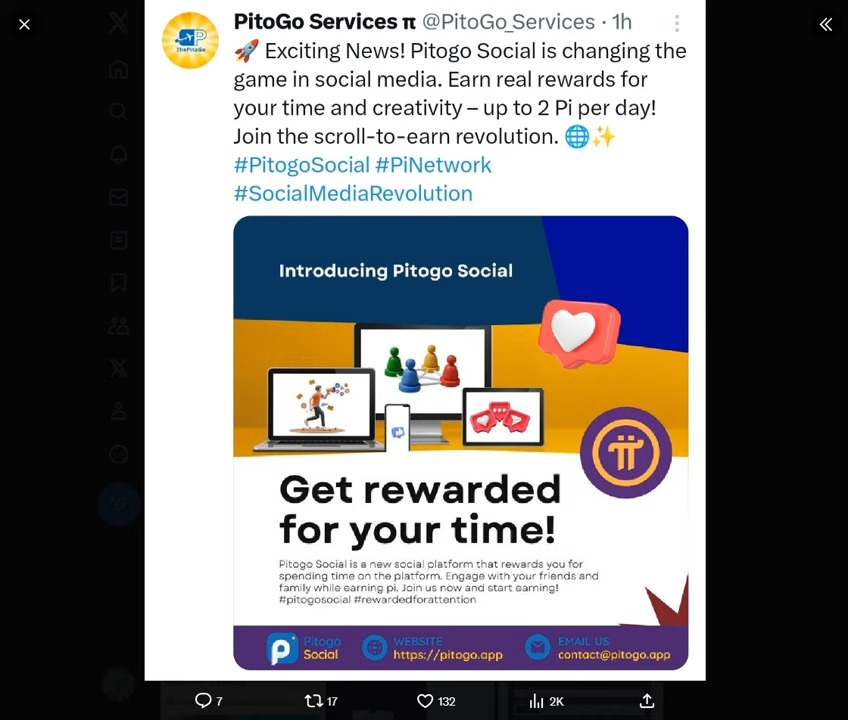 PitoGo Services π @PitoGo_Services · 1h
🚀 Exciting News! Pitogo Social is changing the
game in social media. Earn real rewards for
your time and creativity – up to 2 Pi per day!
Join the scroll-to-earn revolution. 🌐✨
#PitogoSocial #PiNetwork
#SocialMediaRevolution
ThePitoGo
Introducing Pitogo Social
Get rewarded
for your time!
Pitogo Social is a new social platform that rewards you for
spending time on the platform. Engage with your friends and
family while earning pi. Join us now and start earning!
#pitogosocial #rewardedforattention
Pitogo
Social
WEBSITE
https://pitogo.app
EMAIL US
contact@pitogo.app
7 17 132 2K